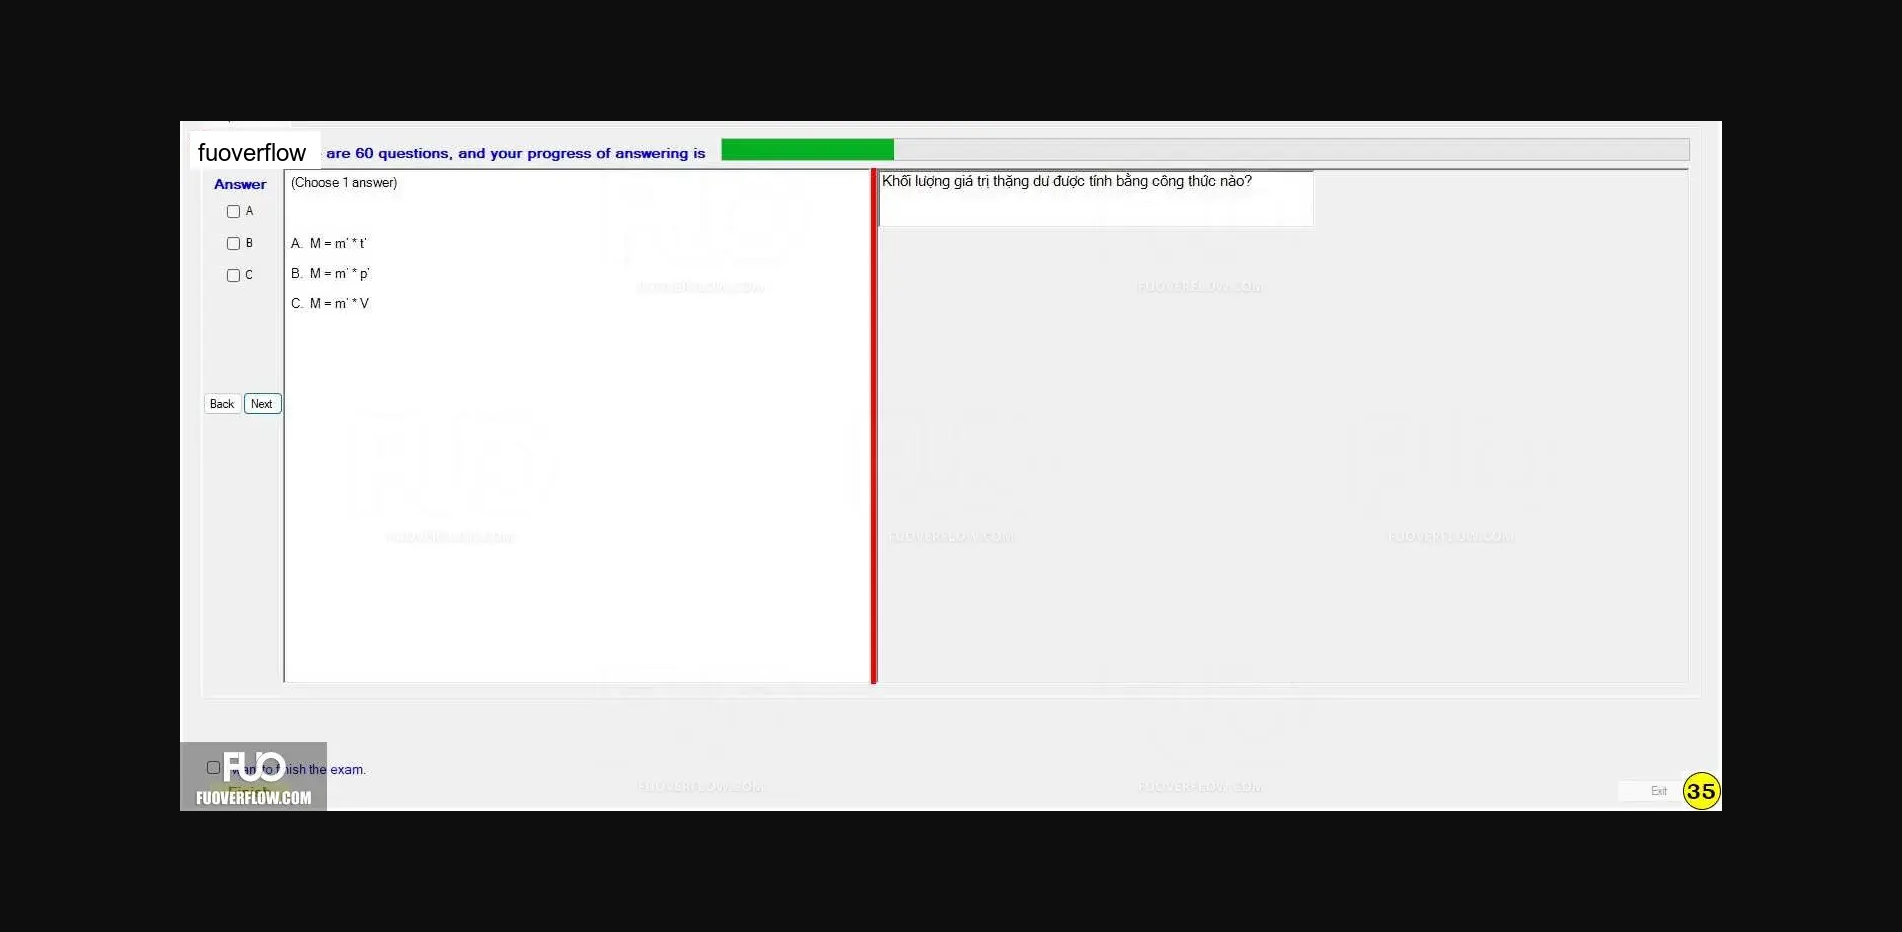 fuoverflow are 60 questions, and your progress of answering is
Answer
(Choose 1 answer)
Khối lượng giá trị thặng dư được tính bằng công thức nào?
A
B
C
A. M = m' * t'
B. M = m' * p'
C. M = m' * V
FUOVERFLOW.COM
FUOVERFLOW.COM
Back
Next
FUOVERFLOW.COM
FUOVERFLOW.COM
FUOVERFLOW.COM
FUO
want to finish the exam.
Finish
FUOVERFLOW.COM
FUOVERFLOW.COM
FUOVERFLOW.COM
Exit
35